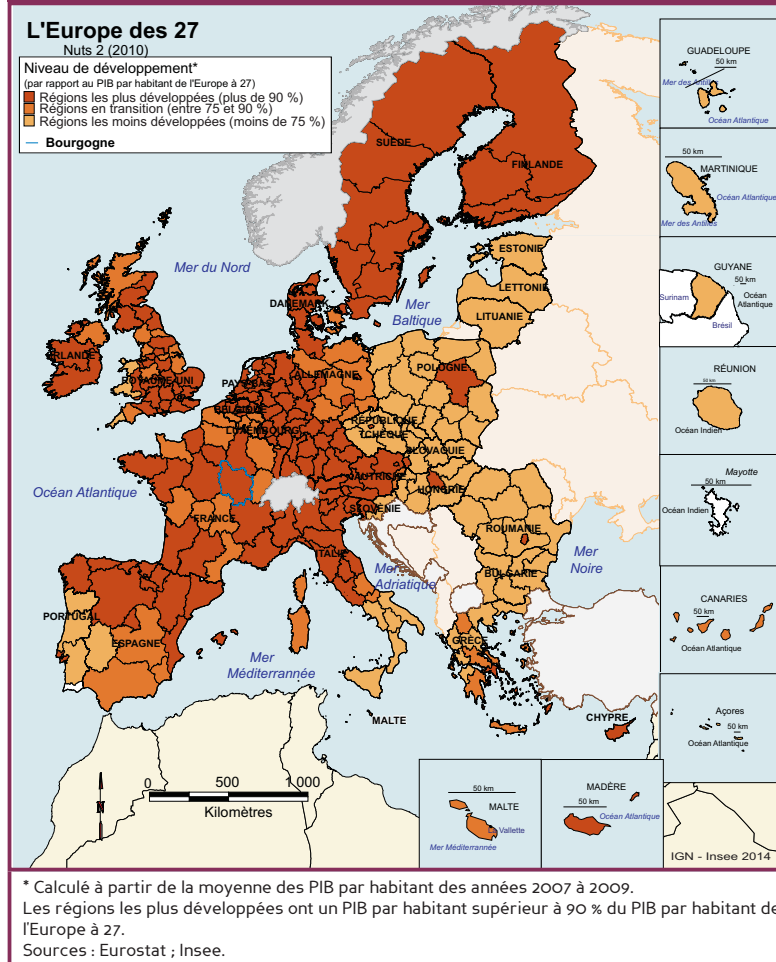 L'Europe des 27
Nuts 2 (2010)
Niveau de développement*
(par rapport au PIB par habitant de l'Europe à 27)
Régions les plus développées (plus de 90 %)
Régions en transition (entre 75 et 90 %)
Régions les moins développées (moins de 75 %)
Bourgogne
GUADELOUPE
50 km
Mer des Antilles
Océan Atlantique
50 km
MARTINIQUE
Océan Atlantique
Mer des Antilles
GUYANE
50 km
Océan
Atlantique
Surinam
Brésil
RÉUNION
50 km
Océan Indien
Mayotte
50 km
Océan Indien
CANARIES
50 km
Océan Atlantique
Açores
50 km
Océan Atlantique
SUÈDE
FINLANDE
Mer du Nord
ESTONIE
LETTONIE
LITUANIE
DANEMARK
Mer
Baltique
IRLANDE
ROYAUME-UNI
PAYS-BAS
ALLEMAGNE
POLOGNE
BELGIQUE
LUXEMBOURG
RÉPUBLIQUE
TCHÈQUE
SLOVAQUIE
Océan Atlantique
AUTRICHE
HONGRIE
SLOVÉNIE
FRANCE
ROUMANIE
ITALIE
Mer
Adriatique
Mer
Noire
BULGARIE
PORTUGAL
ESPAGNE
GRÈCE
Mer
Méditerrannée
MALTE
CHYPRE
N
0 500 1 000
Kilomètres
50 km
MALTE
La Vallette
Mer Méditerrannée
MADÈRE
50 km
Océan Atlantique
IGN - Insee 2014
* Calculé à partir de la moyenne des PIB par habitant des années 2007 à 2009.
Les régions les plus développées ont un PIB par habitant supérieur à 90 % du PIB par habitant de
l'Europe à 27.
Sources : Eurostat ; Insee.